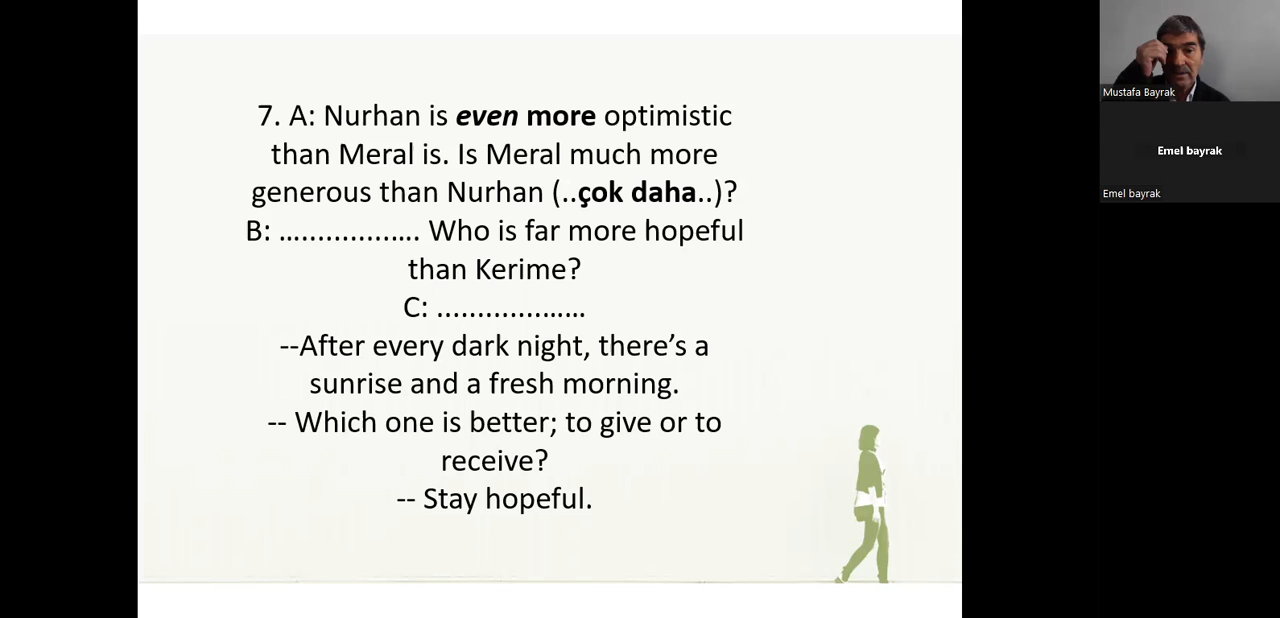 7. A: Nurhan is even more optimistic
than Meral is. Is Meral much more
generous than Nurhan (..çok daha..)?
B: .................... Who is far more hopeful
than Kerime?
C: .....................
--After every dark night, there’s a
sunrise and a fresh morning.
-- Which one is better; to give or to
receive?
-- Stay hopeful.
Mustafa Bayrak
Emel bayrak
Emel bayrak